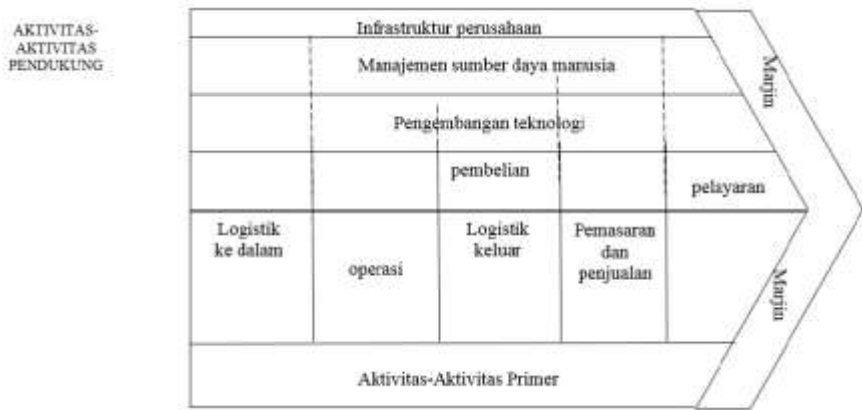 AKTIVITAS-
AKTIVITAS
PENDUKUNG
Infrastruktur perusahaan
Manajemen sumber daya manusia
Pengembangan teknologi
pembelian
pelayaran
Marjin
Logistik
ke dalam
operasi
Logistik
keluar
Pemasaran
dan
penjualan
Marjin
Aktivitas-Aktivitas Primer